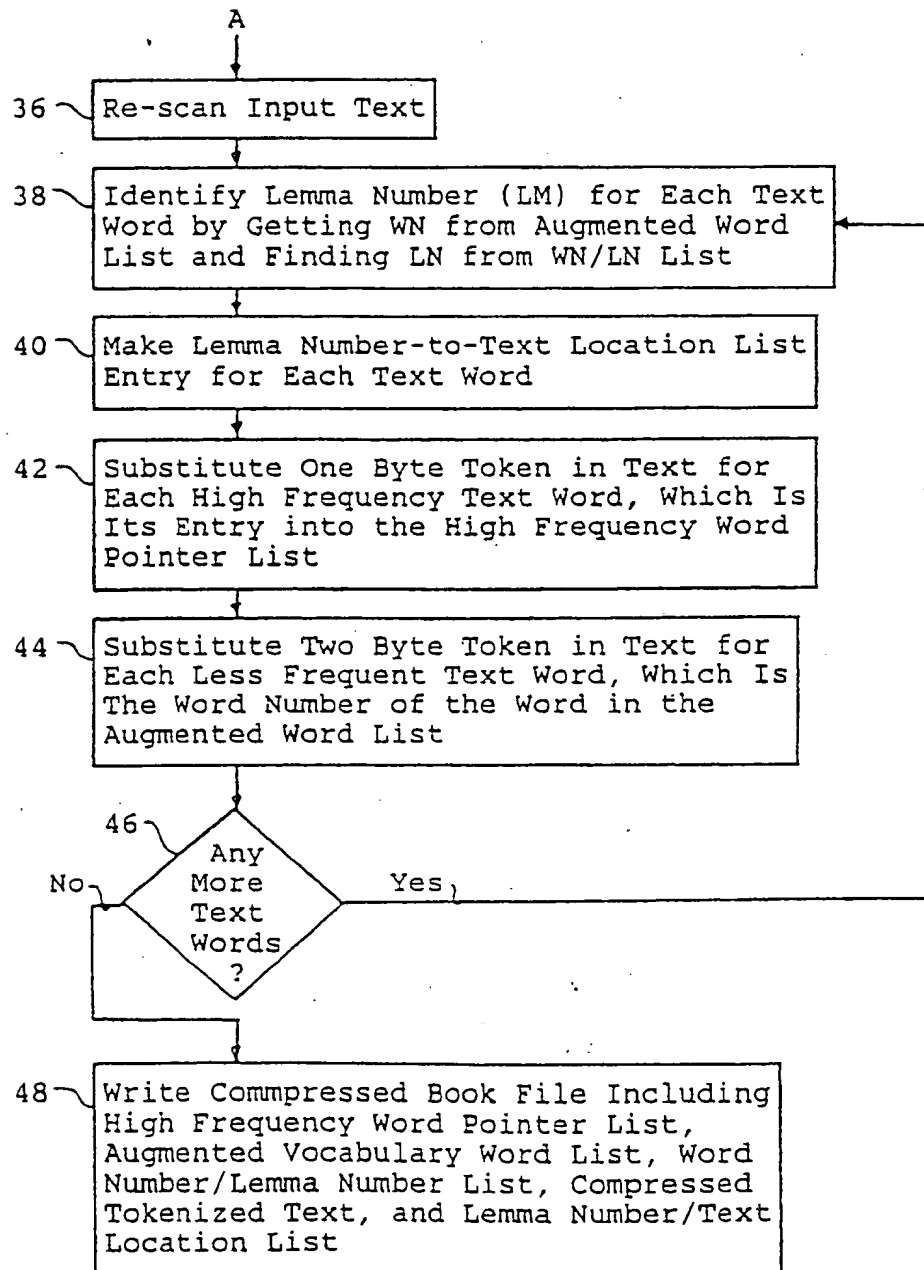 A
36
Re-scan Input Text
38
Identify Lemma Number (LM) for Each Text
Word by Getting WN from Augmented Word
List and Finding LN from WN/LN List
40
Make Lemma Number-to-Text Location List
Entry for Each Text Word
42
Substitute One Byte Token in Text for
Each High Frequency Text Word, Which Is
Its Entry into the High Frequency Word
Pointer List
44
Substitute Two Byte Token in Text for
Each Less Frequent Text Word, Which Is
The Word Number of the Word in the
Augmented Word List
46
Any
More
Text
Words
?
No
Yes
48
Write Commpressed Book File Including
High Frequency Word Pointer List,
Augmented Vocabulary Word List, Word
Number/Lemma Number List, Compressed
Tokenized Text, and Lemma Number/Text
Location List